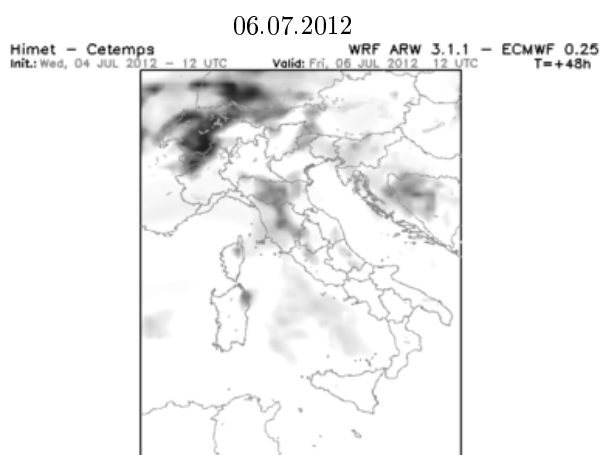 06.07.2012
Himet – Cetemps WRF ARW 3.1.1 – ECMWF 0.25
Init.: Wed, 04 JUL 2012 – 12 UTC Valid: Fri, 06 JUL 2012 12 UTC T=+48h